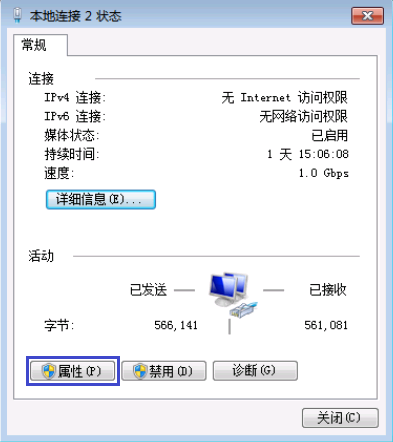 本地连接 2 状态
常规
连接
IPv4 连接: 无 Internet 访问权限
IPv6 连接: 无网络访问权限
媒体状态: 已启用
持续时间: 1 天 15:06:08
速度: 1.0 Gbps
详细信息(E)...
活动
已发送 — — 已接收
字节: 566,141 | 561,081
属性(P) 禁用(D) 诊断(G)
关闭(C)